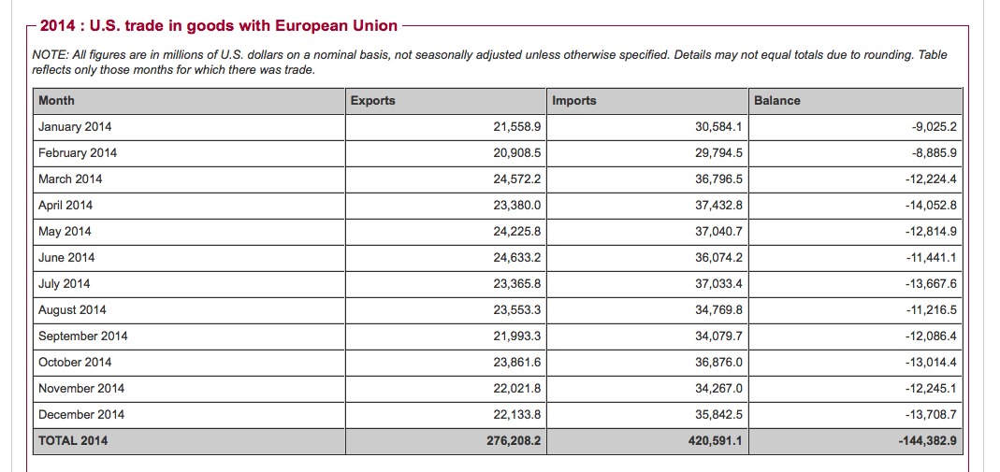 2014 : U.S. trade in goods with European Union
NOTE: All figures are in millions of U.S. dollars on a nominal basis, not seasonally adjusted unless otherwise specified. Details may not equal totals due to rounding. Table
reflects only those months for which there was trade.
Month Exports Imports Balance
January 2014 21,558.9 30,584.1 -9,025.2
February 2014 20,908.5 29,794.5 -8,885.9
March 2014 24,572.2 36,796.5 -12,224.4
April 2014 23,380.0 37,432.8 -14,052.8
May 2014 24,225.8 37,040.7 -12,814.9
June 2014 24,633.2 36,074.2 -11,441.1
July 2014 23,365.8 37,033.4 -13,667.6
August 2014 23,553.3 34,769.8 -11,216.5
September 2014 21,993.3 34,079.7 -12,086.4
October 2014 23,861.6 36,876.0 -13,014.4
November 2014 22,021.8 34,267.0 -12,245.1
December 2014 22,133.8 35,842.5 -13,708.7
TOTAL 2014 276,208.2 420,591.1 -144,382.9